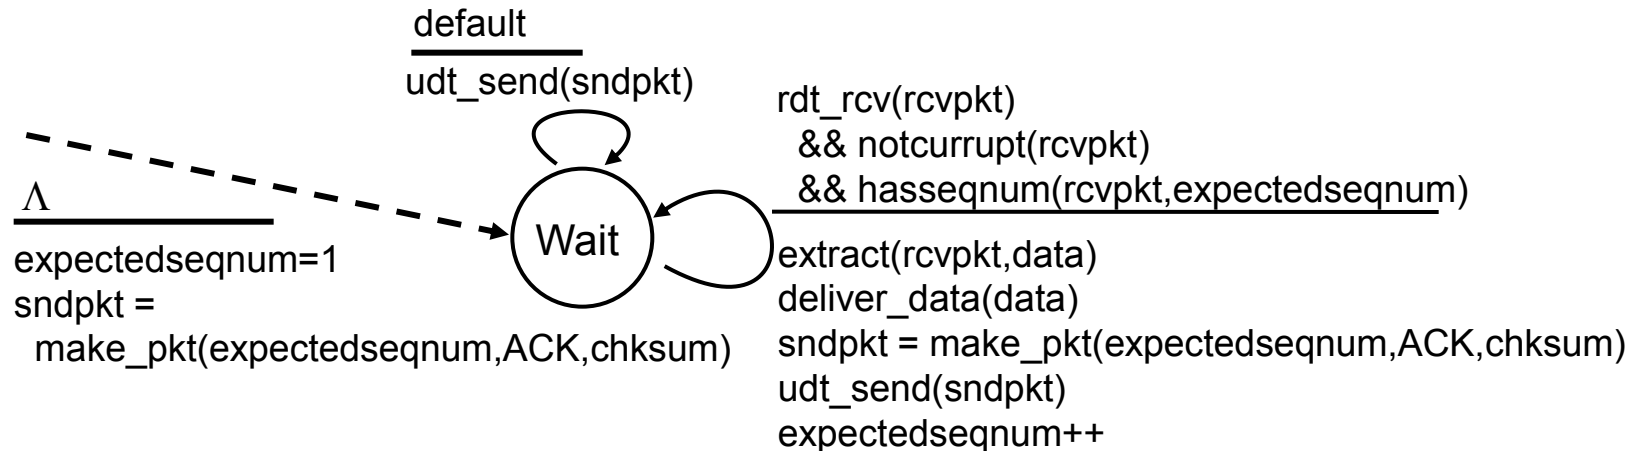 default
udt_send(sndpkt)
rdt_rcv(rcvpkt)
&& notcurrupt(rcvpkt)
&& hasseqnum(rcvpkt,expectedseqnum)
Λ
expectedseqnum=1
sndpkt =
make_pkt(expectedseqnum,ACK,chksum)
Wait
extract(rcvpkt,data)
deliver_data(data)
sndpkt = make_pkt(expectedseqnum,ACK,chksum)
udt_send(sndpkt)
expectedseqnum++